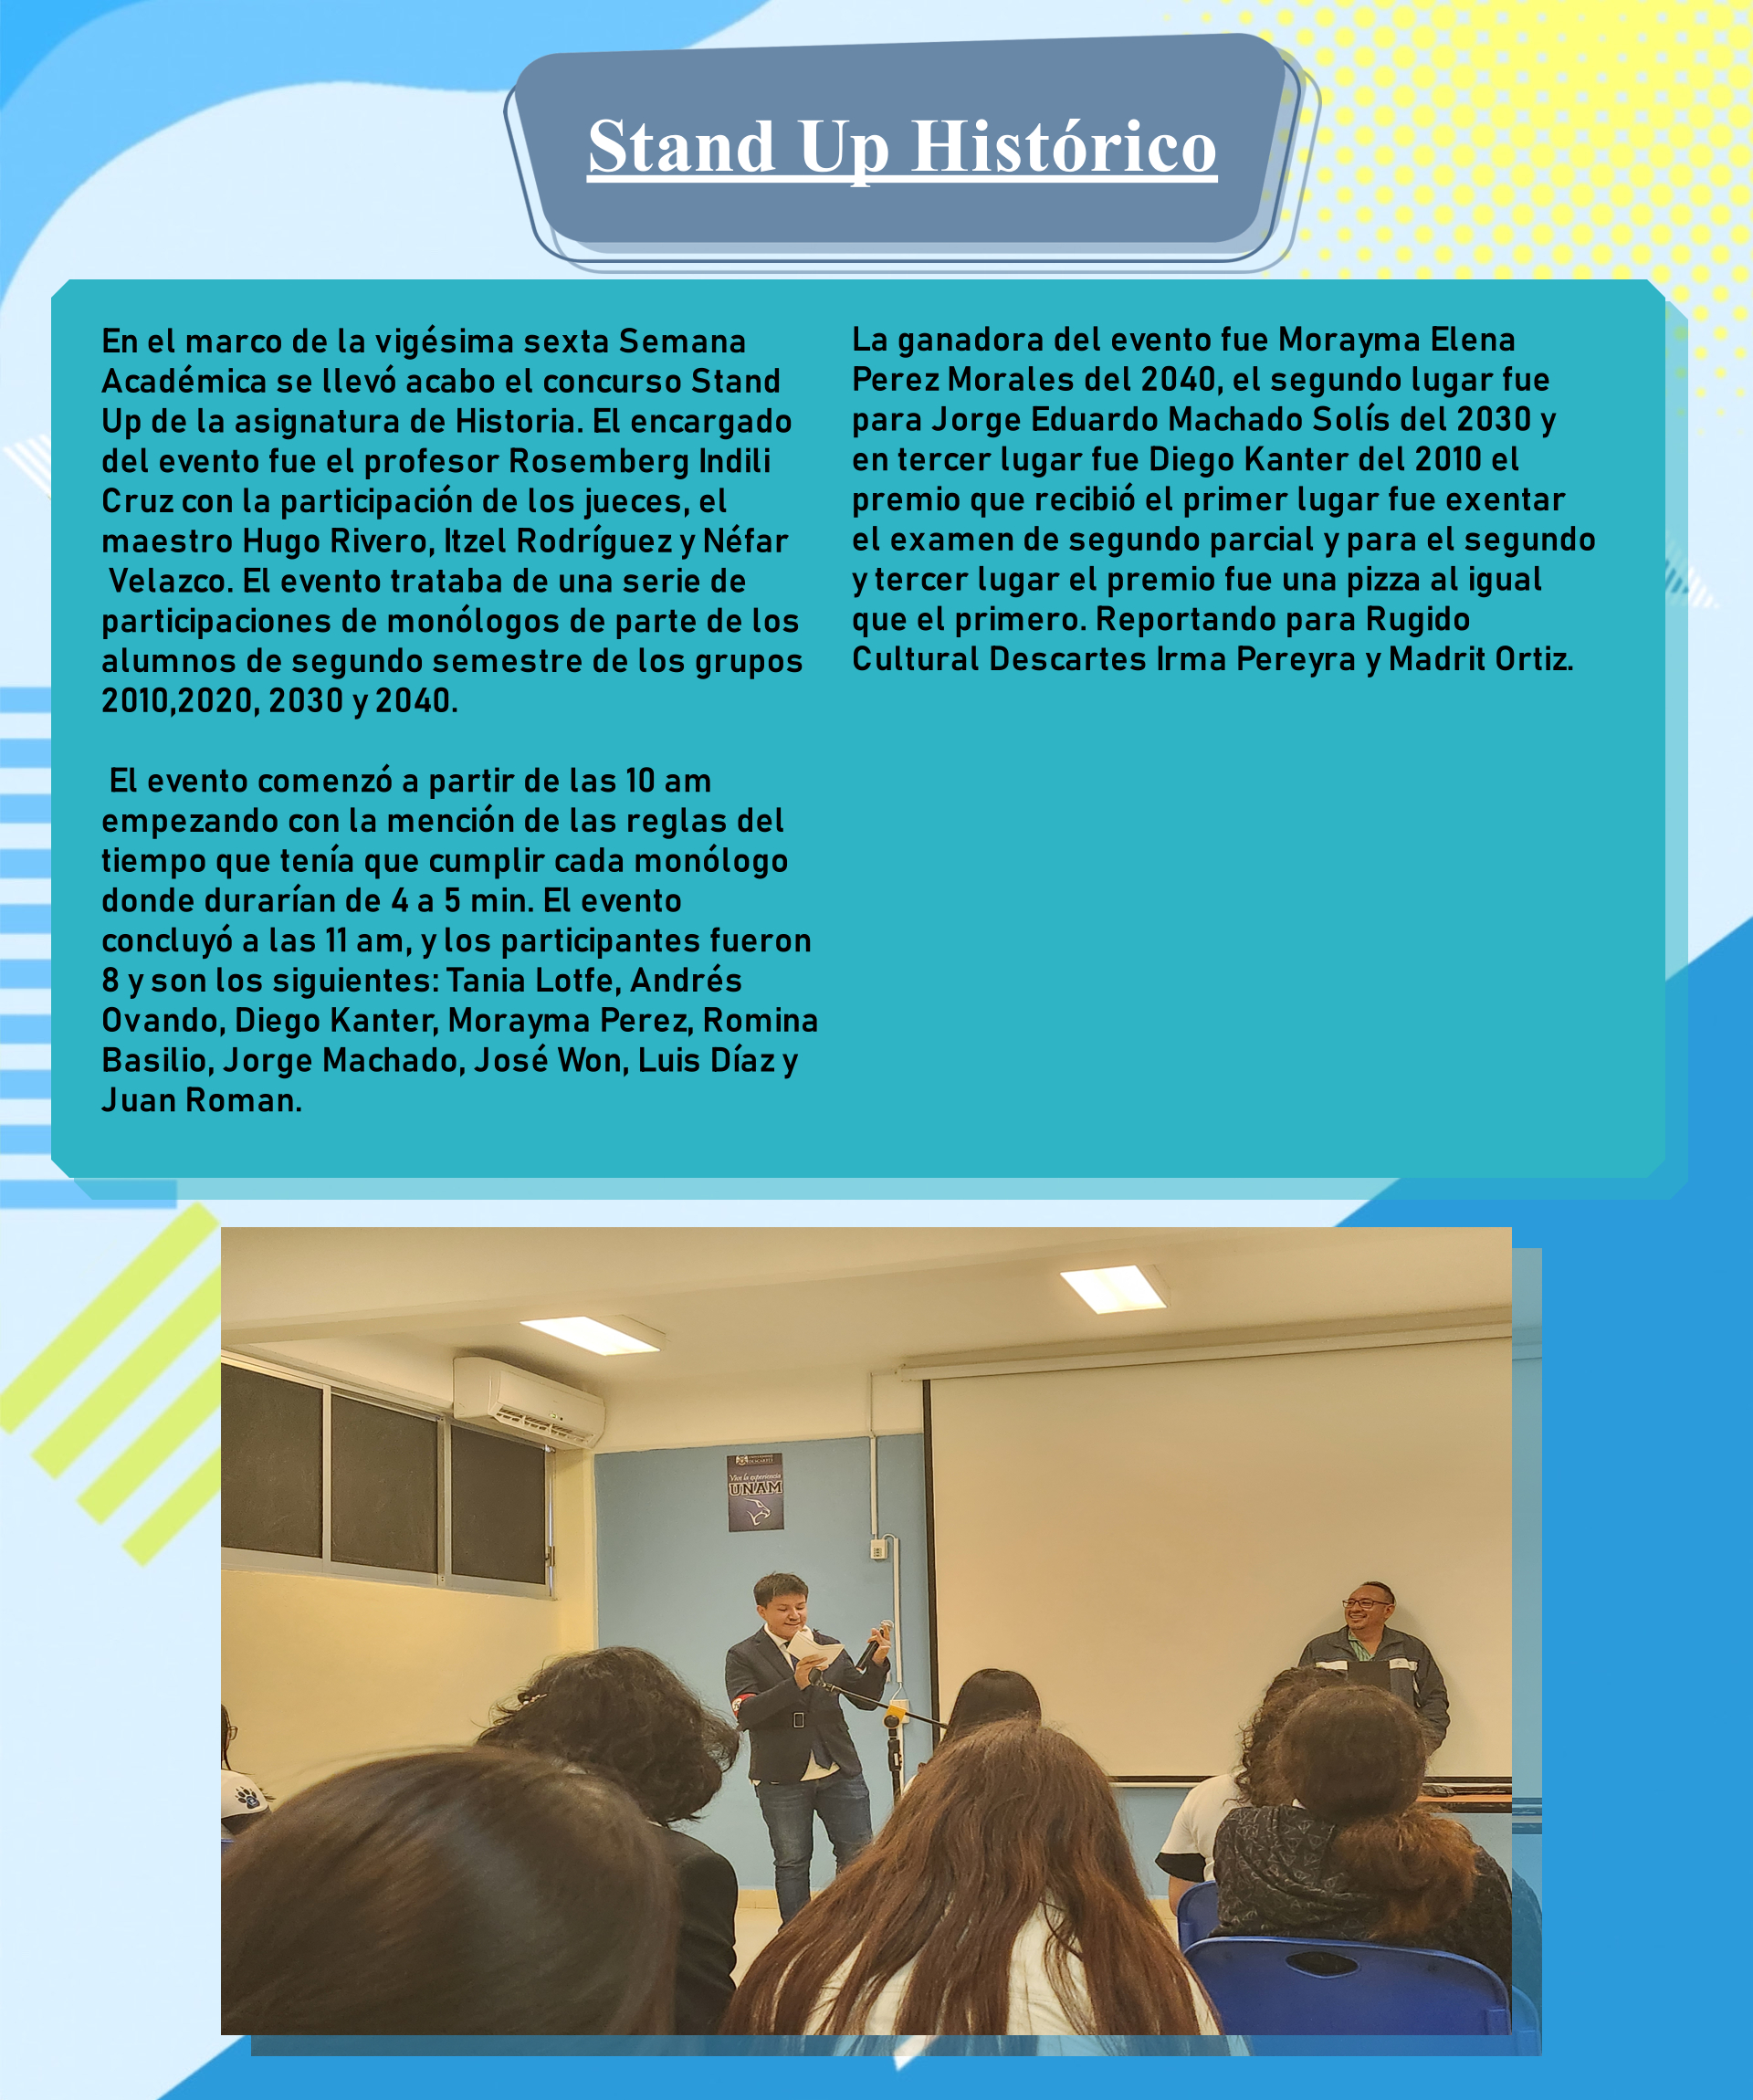 Stand Up Histórico
En el marco de la vigésima sexta Semana
Académica se llevó acabo el concurso Stand
Up de la asignatura de Historia. El encargado
del evento fue el profesor Rosemberg Indili
Cruz con la participación de los jueces, el
maestro Hugo Rivero, Itzel Rodríguez y Néfar
Velazco. El evento trataba de una serie de
participaciones de monólogos de parte de los
alumnos de segundo semestre de los grupos
2010,2020, 2030 y 2040.
El evento comenzó a partir de las 10 am
empezando con la mención de las reglas del
tiempo que tenía que cumplir cada monólogo
donde durarían de 4 a 5 min. El evento
concluyó a las 11 am, y los participantes fueron
8 y son los siguientes: Tania Lotfe, Andrés
Ovando, Diego Kanter, Morayma Perez, Romina
Basilio, Jorge Machado, José Won, Luis Díaz y
Juan Roman.
La ganadora del evento fue Morayma Elena
Perez Morales del 2040, el segundo lugar fue
para Jorge Eduardo Machado Solís del 2030 y
en tercer lugar fue Diego Kanter del 2010 el
premio que recibió el primer lugar fue exentar
el examen de segundo parcial y para el segundo
y tercer lugar el premio fue una pizza al igual
que el primero. Reportando para Rugido
Cultural Descartes Irma Pereyra y Madrit Ortiz.
DESCARTES
Vive la experiencia
UNAM